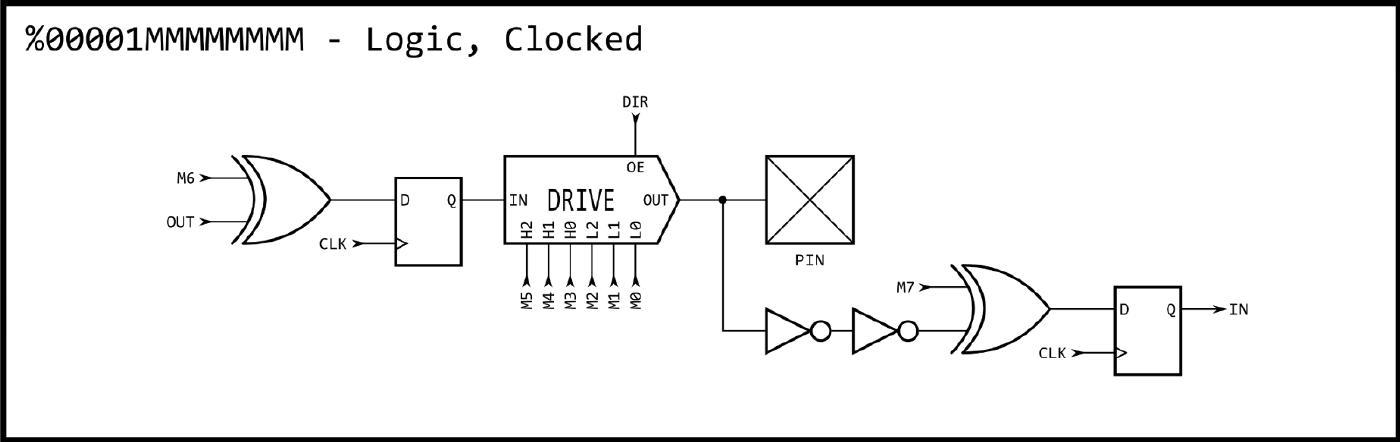 %00001MMMMMMMM - Logic, Clocked
DIR
OE
M6
OUT
D Q
CLK
IN DRIVE OUT
H2 H1 H0 L2 L1 L0
M5 M4 M3 M2 M1 M0
PIN
M7
D Q
IN
CLK